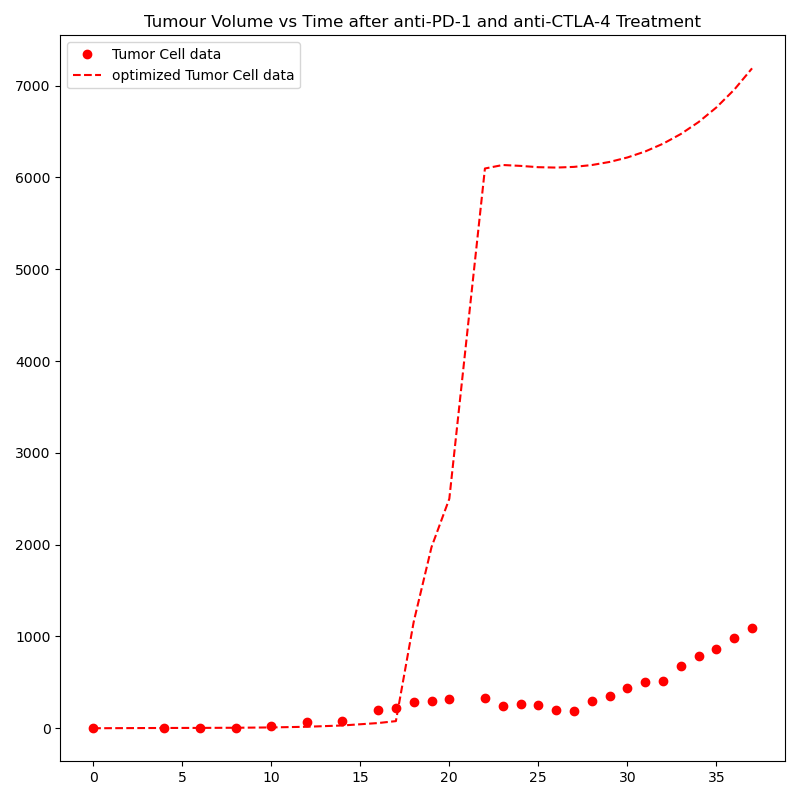 Tumour Volume vs Time after anti-PD-1 and anti-CTLA-4 Treatment
Tumor Cell data
optimized Tumor Cell data
7000
6000
5000
4000
3000
2000
1000
0
0 5 10 15 20 25 30 35